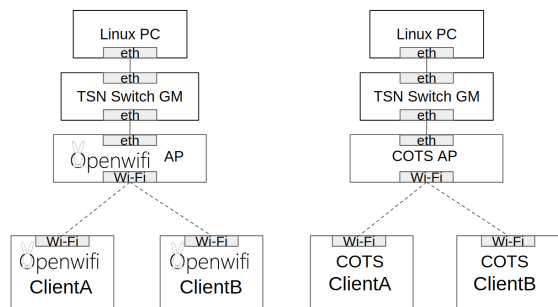 Linux PC
eth
eth
TSN Switch GM
eth
eth
Openwifi AP
Wi-Fi
Wi-Fi
Openwifi
ClientA
Wi-Fi
Openwifi
ClientB
Linux PC
eth
eth
TSN Switch GM
eth
eth
COTS AP
Wi-Fi
Wi-Fi
COTS
ClientA
Wi-Fi
COTS
ClientB